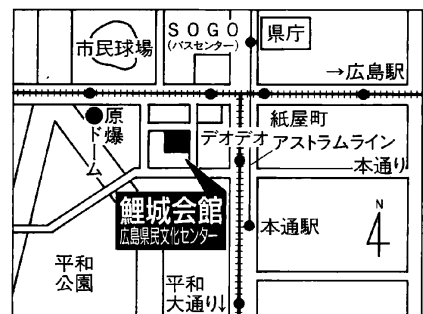 市民球場
SOGO
(バスセンター)
県庁
→広島駅
原爆ドーム
紙屋町
デオデオ
アストラムライン
本通り
鯉城会館
広島県民文化センター
本通駅
N
平和
公園
平和
大通り↓